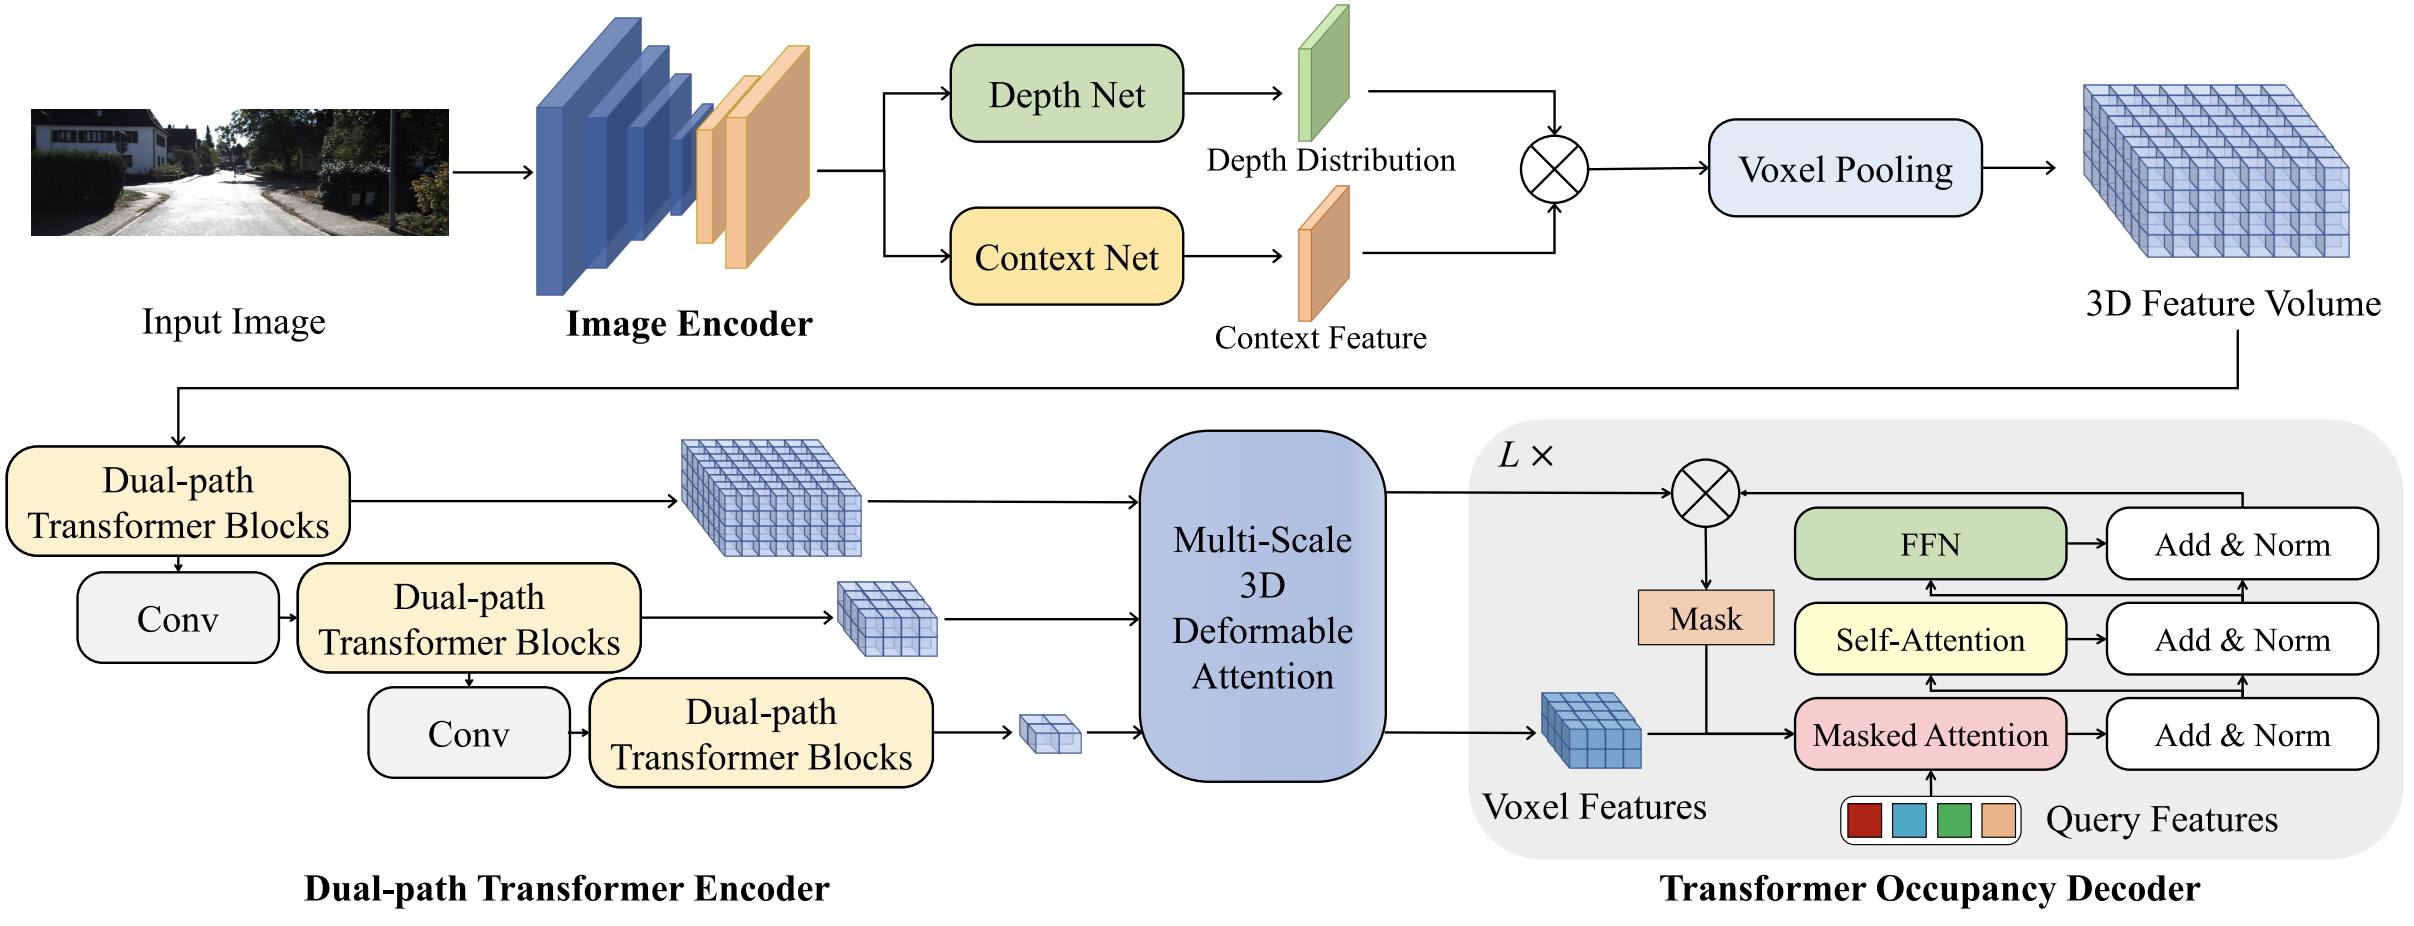 Input Image
Image Encoder
Depth Net
Context Net
Depth Distribution
Context Feature
Voxel Pooling
3D Feature Volume
Dual-path
Transformer Blocks
Conv
Dual-path
Transformer Blocks
Conv
Dual-path
Transformer Blocks
Dual-path Transformer Encoder
Multi-Scale
3D
Deformable
Attention
L ×
Mask
Voxel Features
FFN
Add & Norm
Self-Attention
Add & Norm
Masked Attention
Add & Norm
Query Features
Transformer Occupancy Decoder